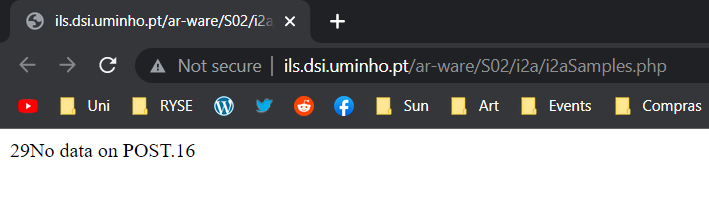 ils.dsi.uminho.pt/ar-ware/S02/i2a
Not secure | ils.dsi.uminho.pt/ar-ware/S02/i2a/i2aSamples.php
Uni RYSE Sun Art Events Compras
29No data on POST.16